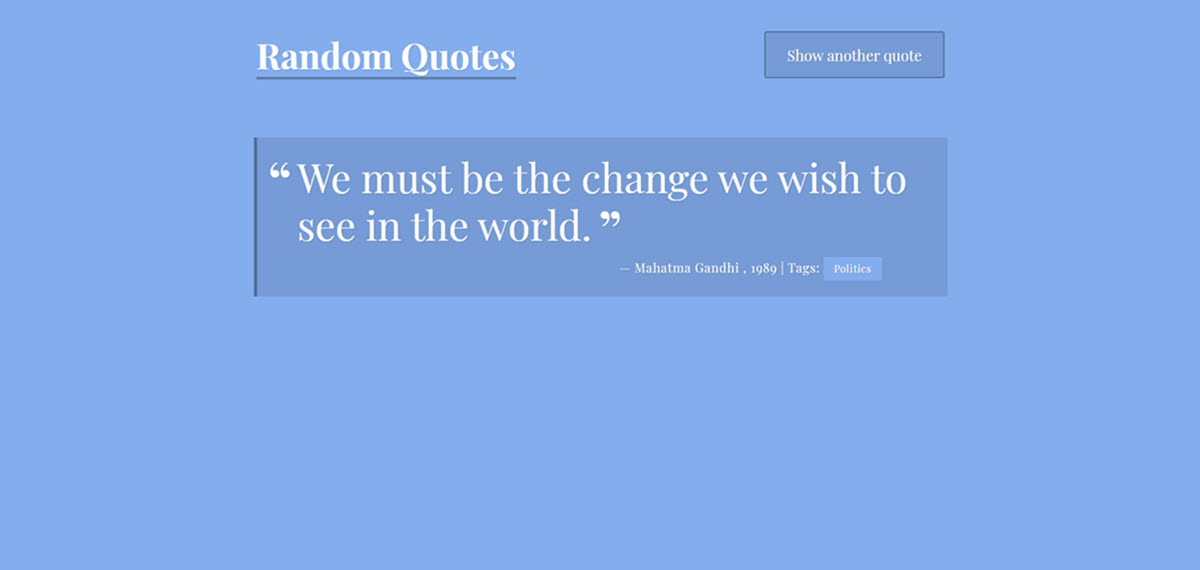 Random Quotes
Show another quote
“ We must be the change we wish to
see in the world. ”
— Mahatma Gandhi , 1989 | Tags: Politics